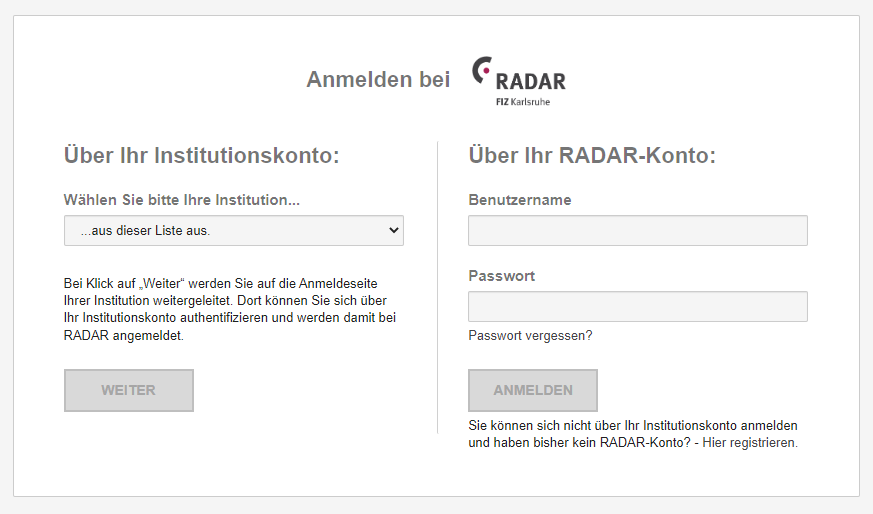 Anmelden bei
RADAR
FIZ Karlsruhe
Über Ihr Institutionskonto:
Wählen Sie bitte Ihre Institution...
...aus dieser Liste aus.
Bei Klick auf „Weiter“ werden Sie auf die Anmeldeseite
Ihrer Institution weitergeleitet. Dort können Sie sich über
Ihr Institutionskonto authentifizieren und werden damit bei
RADAR angemeldet.
WEITER
Über Ihr RADAR-Konto:
Benutzername
Passwort
Passwort vergessen?
ANMELDEN
Sie können sich nicht über Ihr Institutionskonto anmelden
und haben bisher kein RADAR-Konto? - Hier registrieren.